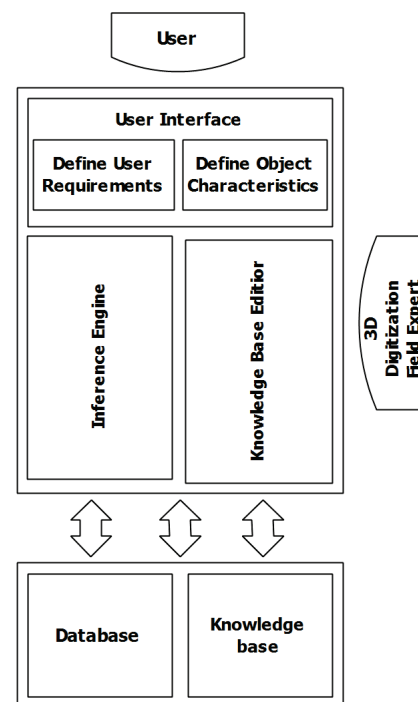 User
User Interface
Define User
Requirements
Define Object
Characteristics
Inference Engine
Knowledge Base Editior
3D
Digitization
Field Expert
Database
Knowledge
base